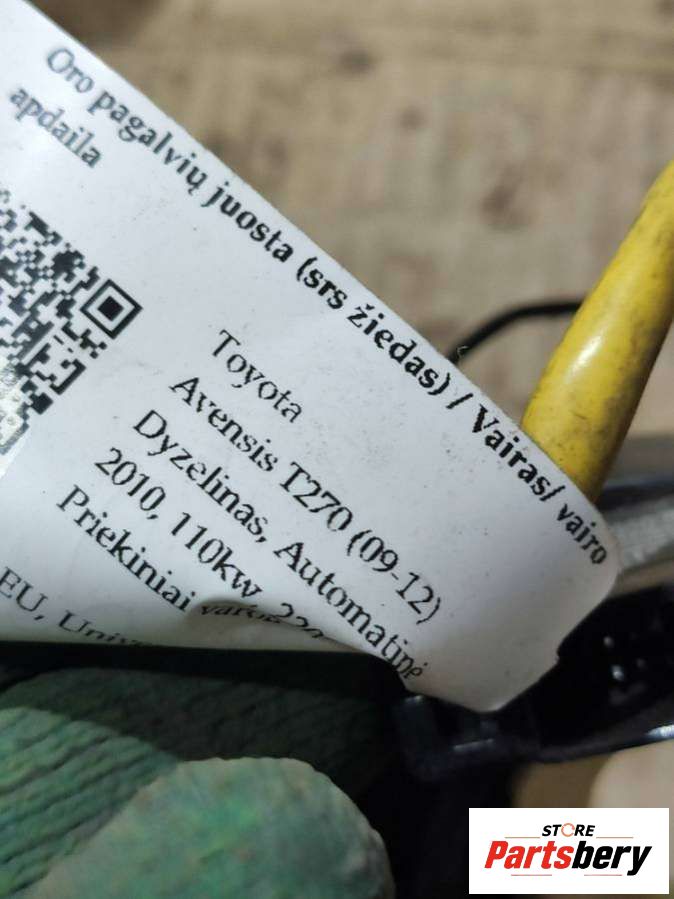 Oro pagalvių juosta (srs žiedas) / Vairas/ vairo
apdaila
Toyota
Avensis T270 (09-12)
Dyzelinas, Automatinė
2010, 110kw,
Priekiniai
EU,
STORE
Partsbery